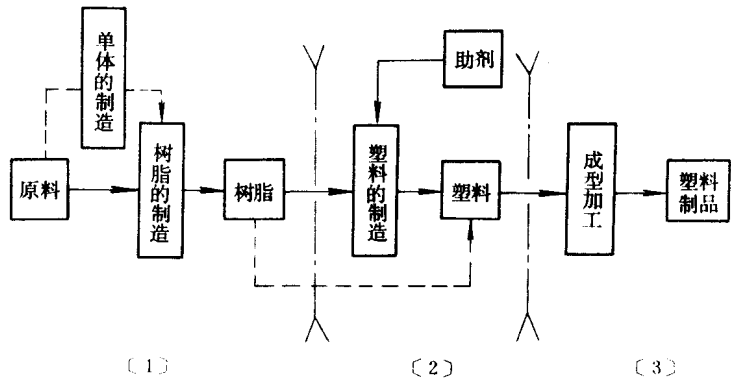 单体的制造
助剂
原料
树脂的制造
树脂
塑料的制造
塑料
成型加工
塑料
制品
〔1〕
〔2〕
〔3〕